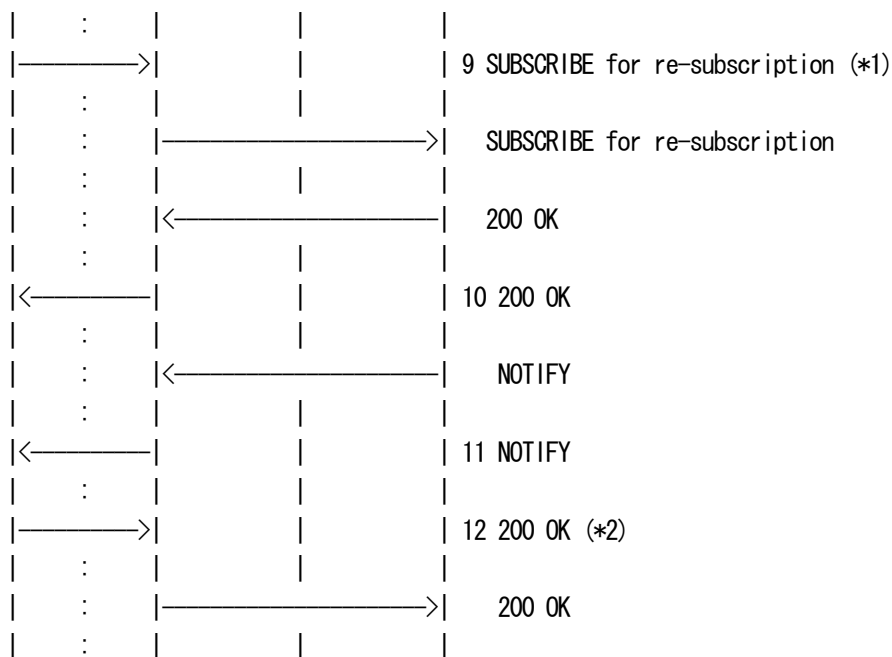 9 SUBSCRIBE for re-subscription (*1)
SUBSCRIBE for re-subscription
200 OK
10 200 OK
NOTIFY
11 NOTIFY
12 200 OK (*2)
200 OK